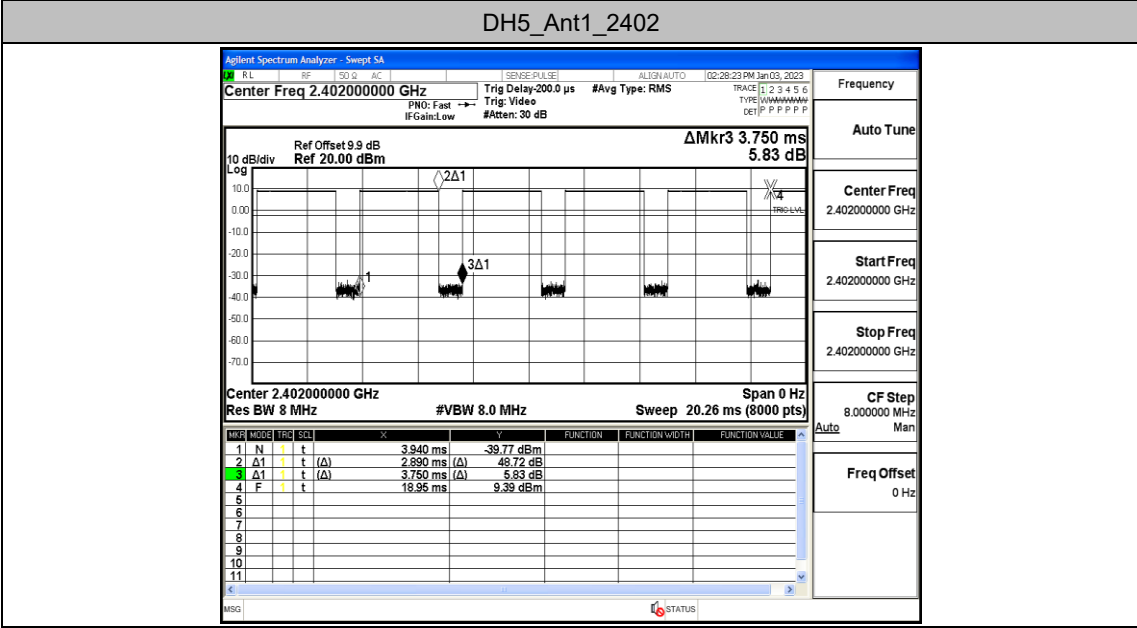 DH5_Ant1_2402
Agilent Spectrum Analyzer - Swept SA
RL RF 50 Ω AC SENSE:PULSE ALIGN AUTO 02:28:23 PM Jan 03, 2023
Center Freq 2.402000000 GHz Trig Delay-200.0 µs #Avg Type: RMS TRACE 1 2 3 4 5 6
PNO: Fast Trig: Video TYPE
IFGain:Low #Atten: 30 dB DET P P P P P P
Frequency
ΔMkr3 3.750 ms
5.83 dB
Ref Offset 9.9 dB
10 dB/div Ref 20.00 dBm
Log
10.0
0.00
-10.0
-20.0
-30.0
-40.0
-50.0
-60.0
-70.0
2Δ1
4
TRIG LVL
3Δ1
1
Center 2.402000000 GHz Span 0 Hz
Res BW 8 MHz #VBW 8.0 MHz Sweep 20.26 ms (8000 pts)
MKR MODE TRC SCL X Y FUNCTION FUNCTION WIDTH FUNCTION VALUE
1 N 1 t 3.940 ms -39.77 dBm
2 Δ1 1 t (Δ) 2.890 ms (Δ) 48.72 dB
3 Δ1 1 t (Δ) 3.750 ms (Δ) 5.83 dB
4 F 1 t 18.95 ms 9.39 dBm
5
6
7
8
9
10
11
MSG STATUS
Auto Tune
Center Freq
2.402000000 GHz
Start Freq
2.402000000 GHz
Stop Freq
2.402000000 GHz
CF Step
8.000000 MHz
Auto Man
Freq Offset
0 Hz